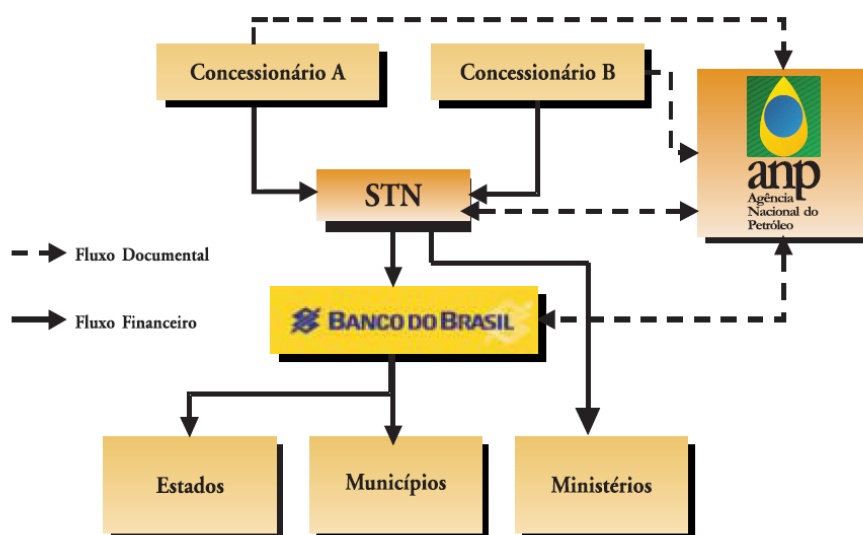 Concessionário A
Concessionário B
STN
anp
Agência
Nacional do
Petróleo
Fluxo Documental
Fluxo Financeiro
BANCO DO BRASIL
Estados
Municípios
Ministérios